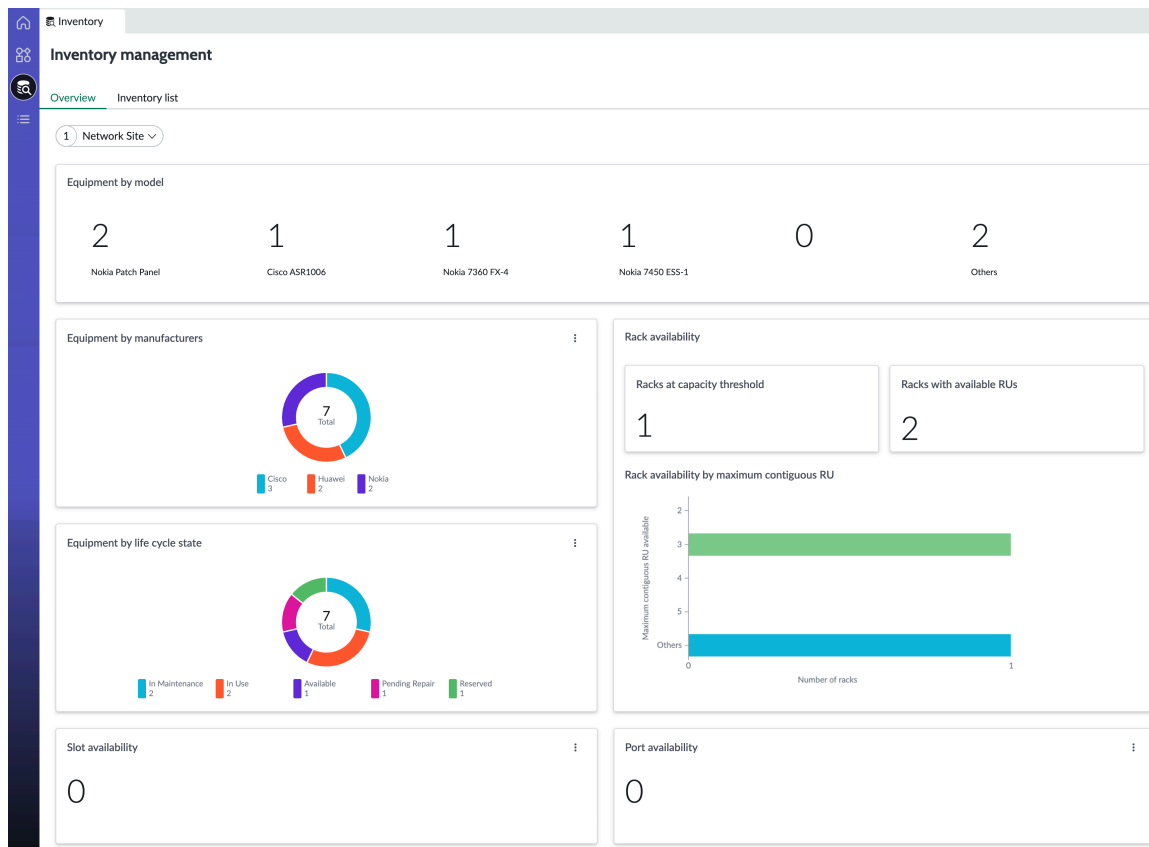 Inventory
Inventory management
Overview Inventory list
1 Network Site
Equipment by model
2 1 1 1 0 2
Nokia Patch Panel Cisco ASR1006 Nokia 7360 FX-4 Nokia 7450 ESS-1 Others
Equipment by manufacturers
7
Total
Cisco Huawei Nokia
3 2 2
Rack availability
Racks at capacity threshold
1
Racks with available RUs
2
Rack availability by maximum contiguous RU
Maximum contiguous RU available
2
3
4
5
Others
0 1
Number of racks
Equipment by life cycle state
7
Total
In Maintenance In Use Available Pending Repair Reserved
2 2 1 1 1
Slot availability
0
Port availability
0